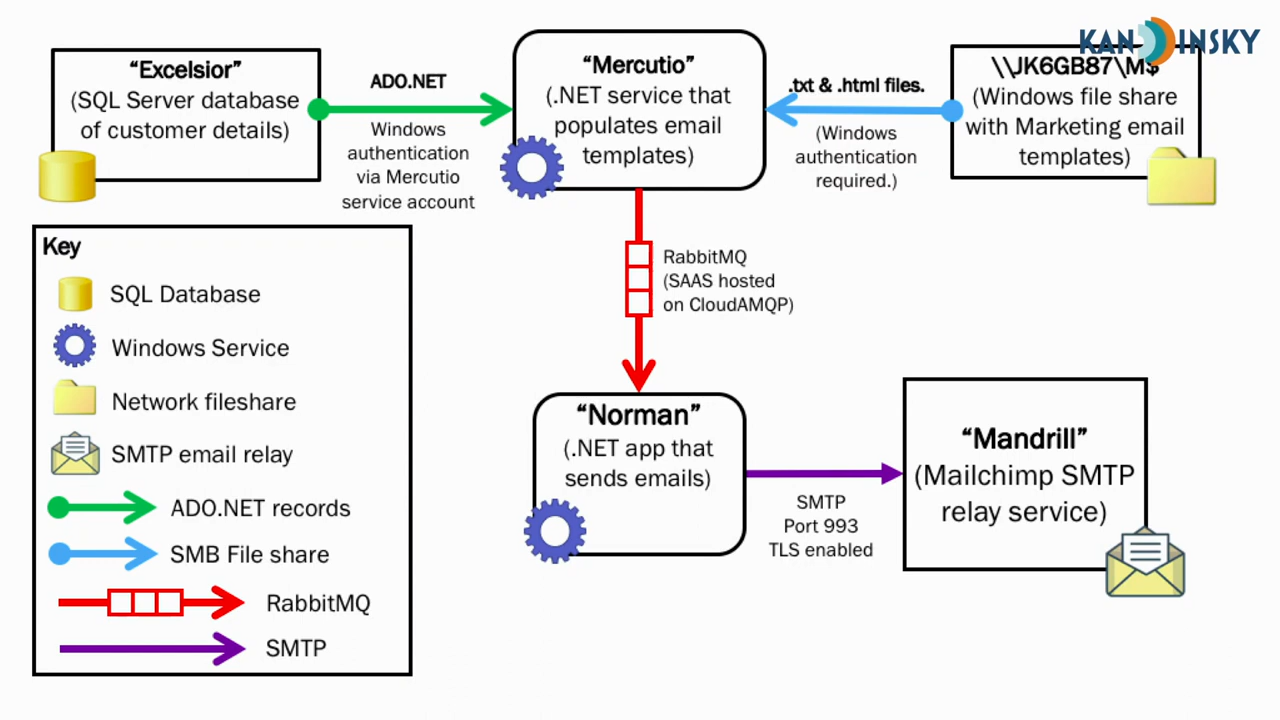 KANDINSKY
“Excelsior”
(SQL Server database
of customer details)
ADO.NET
Windows
authentication
via Mercutio
service account
“Mercutio”
(.NET service that
populates email
templates)
.txt & .html files.
(Windows
authentication
required.)
\\JK6GB87\M$
(Windows file share
with Marketing email
templates)
RabbitMQ
(SAAS hosted
on CloudAMQP)
“Norman”
(.NET app that
sends emails)
SMTP
Port 993
TLS enabled
“Mandrill”
(Mailchimp SMTP
relay service)
Key
SQL Database
Windows Service
Network fileshare
SMTP email relay
ADO.NET records
SMB File share
RabbitMQ
SMTP